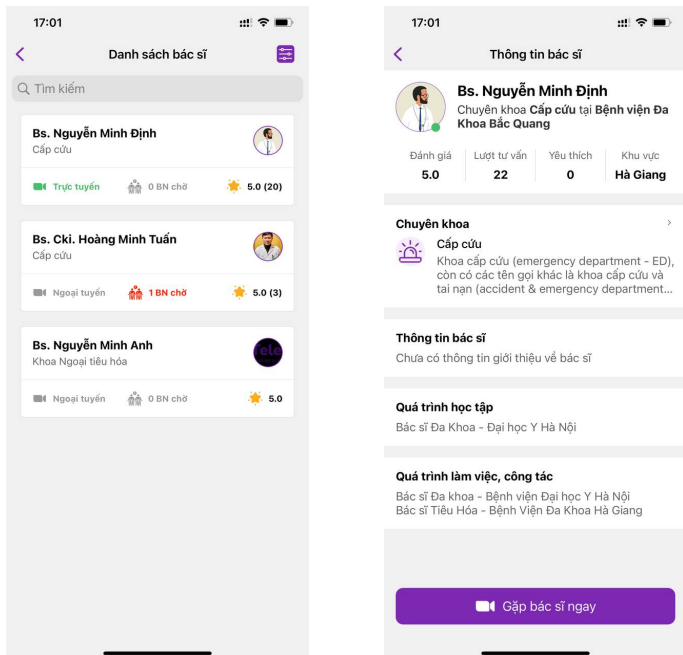 17:01
Danh sách bác sĩ
Tìm kiếm
Bs. Nguyễn Minh Định
Cấp cứu
Trực tuyến
0 BN chờ
5.0 (20)
Bs. Cki. Hoàng Minh Tuấn
Cấp cứu
Ngoại tuyến
1 BN chờ
5.0 (3)
Bs. Nguyễn Minh Anh
Khoa Ngoại tiêu hóa
Tele
Ngoại tuyến
0 BN chờ
5.0
17:01
Thông tin bác sĩ
Bs. Nguyễn Minh Định
Chuyên khoa Cấp cứu tại Bệnh viện Đa
Khoa Bắc Quang
Đánh giá
5.0
Lượt tư vấn
22
Yêu thích
0
Khu vực
Hà Giang
Chuyên khoa
Cấp cứu
Khoa cấp cứu (emergency department - ED),
còn có các tên gọi khác là khoa cấp cứu và
tai nạn (accident & emergency department...
Thông tin bác sĩ
Chưa có thông tin giới thiệu về bác sĩ
Quá trình học tập
Bác sĩ Đa Khoa - Đại học Y Hà Nội
Quá trình làm việc, công tác
Bác sĩ Đa khoa - Bệnh viện Đại học Y Hà Nội
Bác sĩ Tiêu Hóa - Bệnh Viện Đa Khoa Hà Giang
Gặp bác sĩ ngay